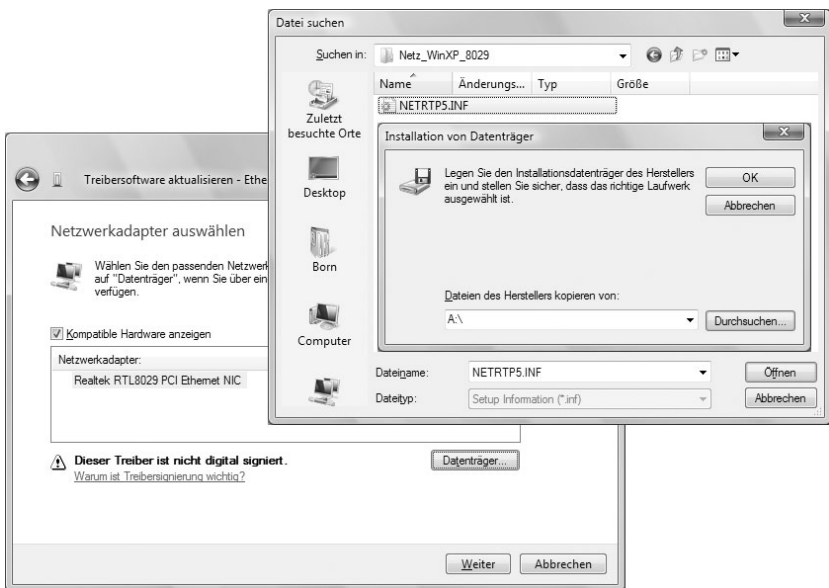 Datei suchen
Suchen in:
Netz_WinXP_8029
Name
Änderungs...
Typ
Größe
NETRTP5.INF
Zuletzt
besuchte Orte
Desktop
Born
Computer
Installation von Datenträger
Legen Sie den Installationsdatenträger des Herstellers
ein und stellen Sie sicher, dass das richtige Laufwerk
ausgewählt ist.
OK
Abbrechen
Dateien des Herstellers kopieren von:
A:\
Durchsuchen...
Dateiname:
NETRTP5.INF
Öffnen
Dateityp:
Setup Information (*.inf)
Abbrechen
Treibersoftware aktualisieren - Ethe
Netzwerkadapter auswählen
Wählen Sie den passenden Netzwerk
auf "Datenträger", wenn Sie über ein
verfügen.
Kompatible Hardware anzeigen
Netzwerkadapter:
Realtek RTL8029 PCI Ethernet NIC
Dieser Treiber ist nicht digital signiert.
Warum ist Treibersignierung wichtig?
Datenträger...
Weiter
Abbrechen